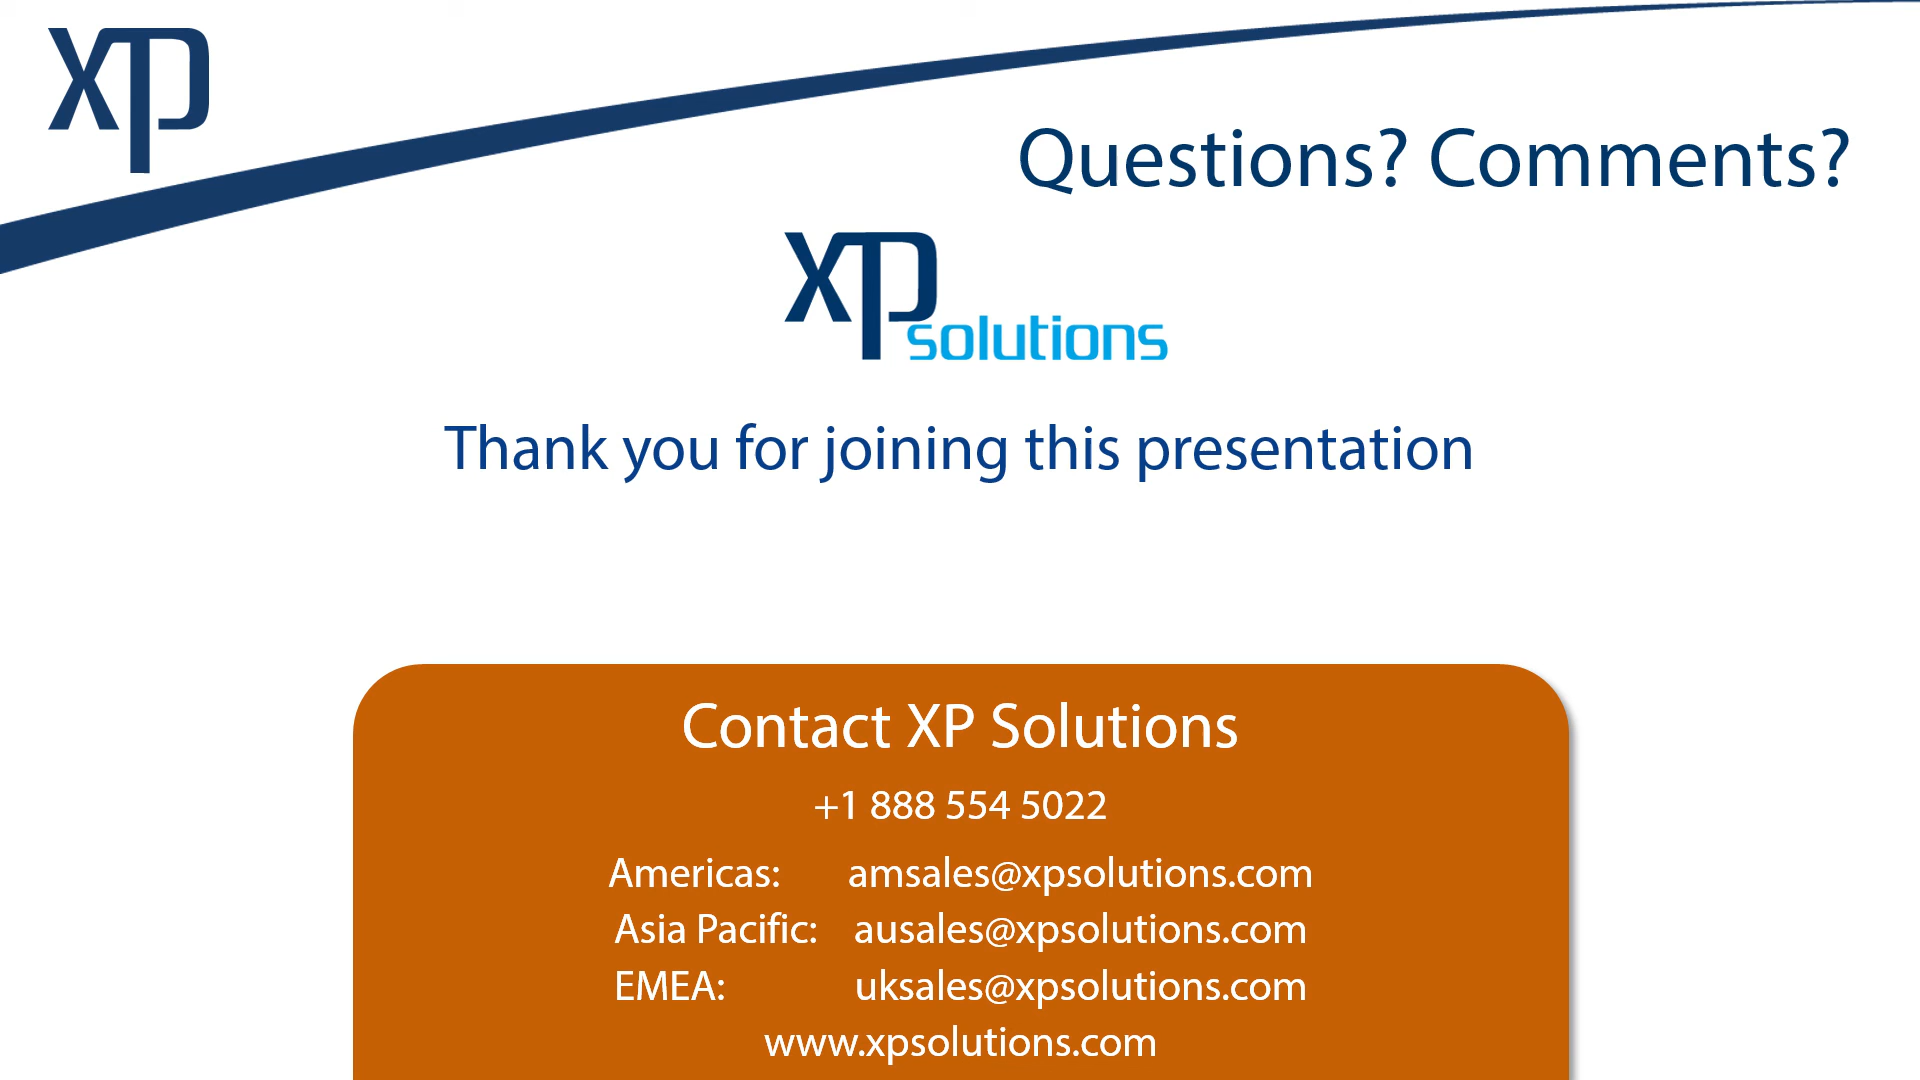 xp
Questions? Comments?
xp solutions
Thank you for joining this presentation
Contact XP Solutions
+1 888 554 5022
Americas: amsales@xpsolutions.com
Asia Pacific: ausales@xpsolutions.com
EMEA: uksales@xpsolutions.com
www.xpsolutions.com